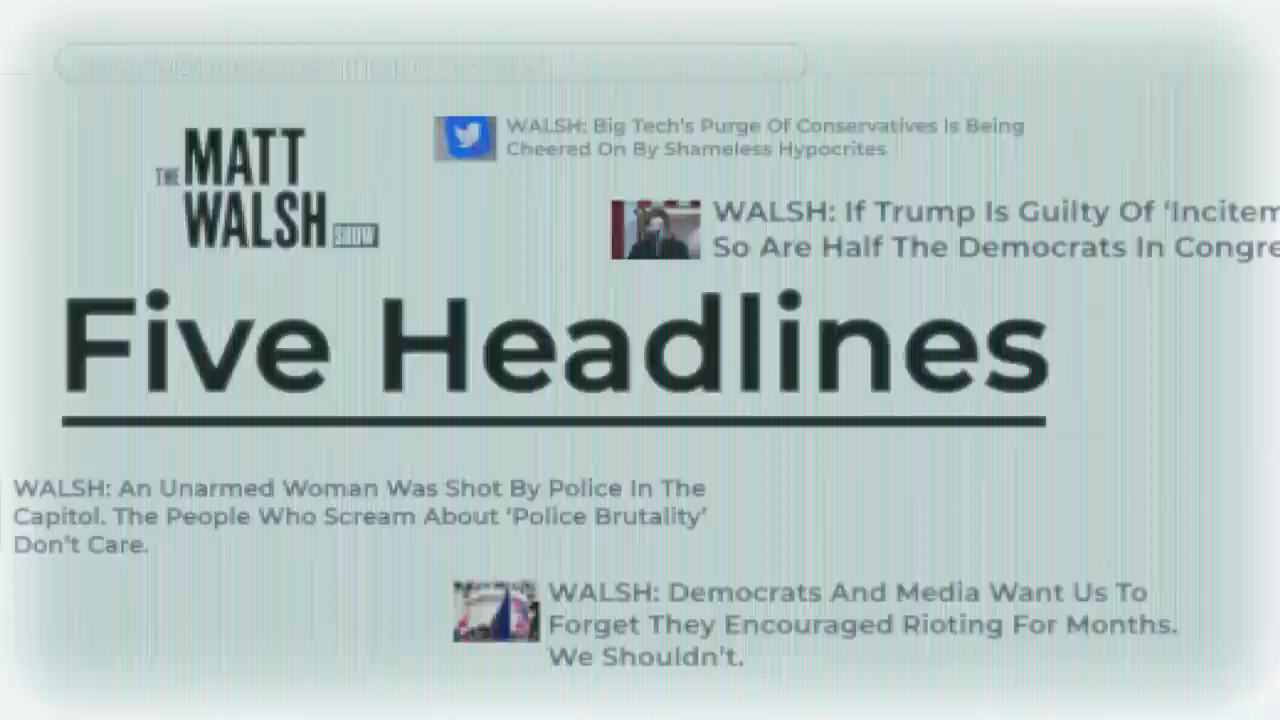 THE MATT
WALSH SHOW
WALSH: Big Tech's Purge Of Conservatives Is Being
Cheered On By Shameless Hypocrites
WALSH: If Trump Is Guilty Of 'Incitem
So Are Half The Democrats In Congre
Five Headlines
WALSH: An Unarmed Woman Was Shot By Police In The
Capitol. The People Who Scream About 'Police Brutality'
Don't Care.
WALSH: Democrats And Media Want Us To
Forget They Encouraged Rioting For Months.
We Shouldn't.